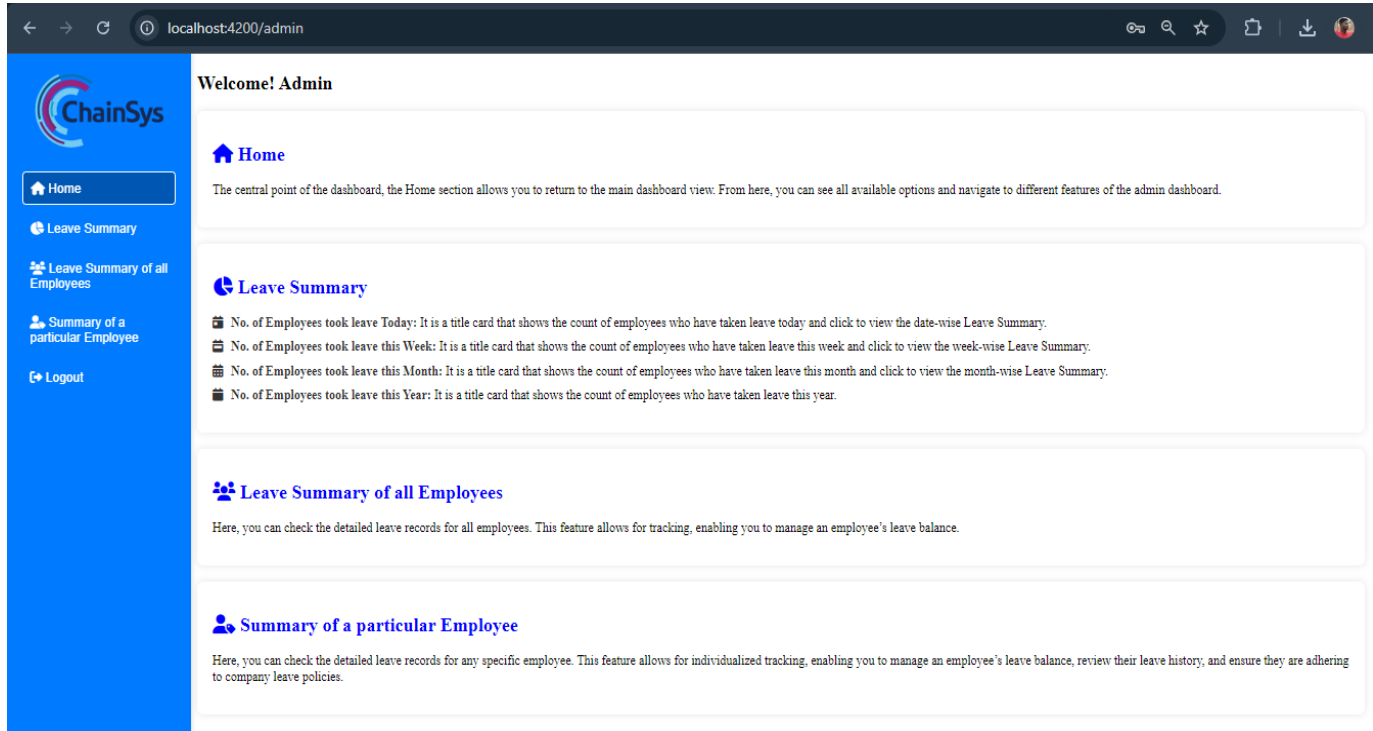 localhost:4200/admin
ChainSys
Home
Leave Summary
Leave Summary of all
Employees
Summary of a
particular Employee
Logout
Welcome! Admin
Home
The central point of the dashboard, the Home section allows you to return to the main dashboard view. From here, you can see all available options and navigate to different features of the admin dashboard.
Leave Summary
No. of Employees took leave Today: It is a title card that shows the count of employees who have taken leave today and click to view the date-wise Leave Summary.
No. of Employees took leave this Week: It is a title card that shows the count of employees who have taken leave this week and click to view the week-wise Leave Summary.
No. of Employees took leave this Month: It is a title card that shows the count of employees who have taken leave this month and click to view the month-wise Leave Summary.
No. of Employees took leave this Year: It is a title card that shows the count of employees who have taken leave this year.
Leave Summary of all Employees
Here, you can check the detailed leave records for all employees. This feature allows for tracking, enabling you to manage an employee’s leave balance.
Summary of a particular Employee
Here, you can check the detailed leave records for any specific employee. This feature allows for individualized tracking, enabling you to manage an employee’s leave balance, review their leave history, and ensure they are adhering
to company leave policies.